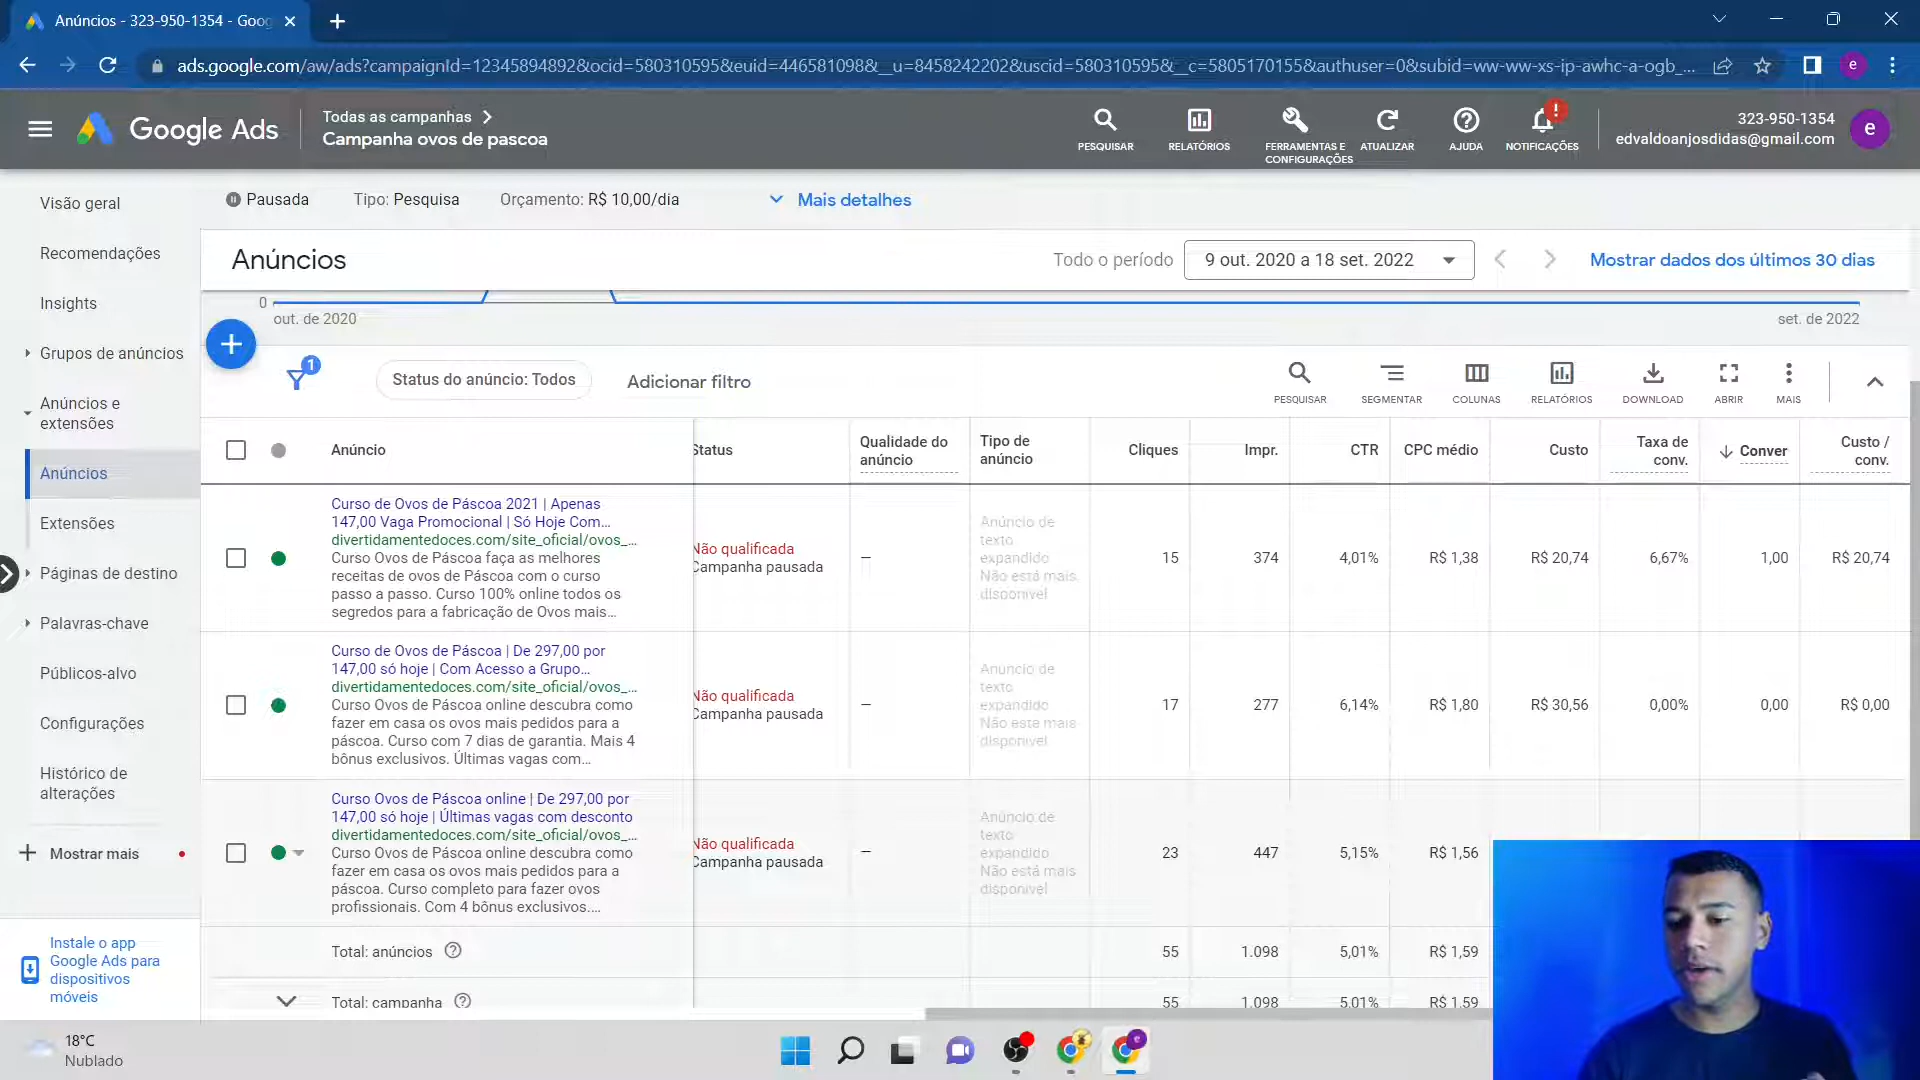 Anúncios - 323-950-1354 - Goog
ads.google.com/aw/ads?campaignId=12345894892&ocid=580310595&euid=446581098&__u=8458242202&uscid=580310595&__c=5805170155&authuser=0&subid=ww-ww-xs-ip-awhc-a-ogb_...
e
Google Ads
Todas as campanhas
Campanha ovos de pascoa
PESQUISAR
RELATÓRIOS
FERRAMENTAS E
CONFIGURAÇÕES
ATUALIZAR
AJUDA
!
NOTIFICAÇÕES
323-950-1354
edvaldoanjosdidas@gmail.com
e
Pausada
Tipo: Pesquisa
Orçamento: R$ 10,00/dia
Mais detalhes
Visão geral
Recomendações
Insights
Grupos de anúncios
Anúncios e
extensões
Anúncios
Extensões
Páginas de destino
Palavras-chave
Públicos-alvo
Configurações
Histórico de
alterações
Mostrar mais
Instale o app
Google Ads para
dispositivos
móveis
Anúncios
Todo o período
9 out. 2020 a 18 set. 2022
Mostrar dados dos últimos 30 dias
0
out. de 2020
set. de 2022
1
Status do anúncio: Todos
Adicionar filtro
PESQUISAR
SEGMENTAR
COLUNAS
RELATÓRIOS
DOWNLOAD
ABRIR
MAIS
Anúncio
Status
Qualidade do
anúncio
Tipo de
anúncio
Cliques
Impr.
CTR
CPC médio
Custo
Taxa de
conv.
Conver
Custo /
conv.
Curso de Ovos de Páscoa 2021 | Apenas
147,00 Vaga Promocional | Só Hoje Com...
divertidamentedoces.com/site_oficial/ovos_...
Curso Ovos de Páscoa faça as melhores
receitas de ovos de Páscoa com o curso
passo a passo. Curso 100% online todos os
segredos para a fabricação de Ovos mais...
Não qualificada
Campanha pausada
—
Anúncio de
texto
expandido
Não está mais
disponível
15
374
4,01%
R$ 1,38
R$ 20,74
6,67%
1,00
R$ 20,74
Curso de Ovos de Páscoa | De 297,00 por
147,00 só hoje | Com Acesso a Grupo...
divertidamentedoces.com/site_oficial/ovos_...
Curso Ovos de Páscoa online descubra como
fazer em casa os ovos mais pedidos para a
páscoa. Curso com 7 dias de garantia. Mais 4
bônus exclusivos. Últimas vagas com...
Não qualificada
Campanha pausada
—
Anúncio de
texto
expandido
Não está mais
disponível
17
277
6,14%
R$ 1,80
R$ 30,56
0,00%
0,00
R$ 0,00
Curso Ovos de Páscoa online | De 297,00 por
147,00 só hoje | Últimas vagas com desconto
divertidamentedoces.com/site_oficial/ovos_...
Curso Ovos de Páscoa online descubra como
fazer em casa os ovos mais pedidos para a
páscoa. Curso completo para fazer ovos
profissionais. Com 4 bônus exclusivos....
Não qualificada
Campanha pausada
—
Anúncio de
texto
expandido
Não está mais
disponível
23
447
5,15%
R$ 1,56
Total: anúncios
55
1.098
5,01%
R$ 1,59
Total: campanha
55
1.098
5,01%
R$ 1,59
18°C
Nublado
e